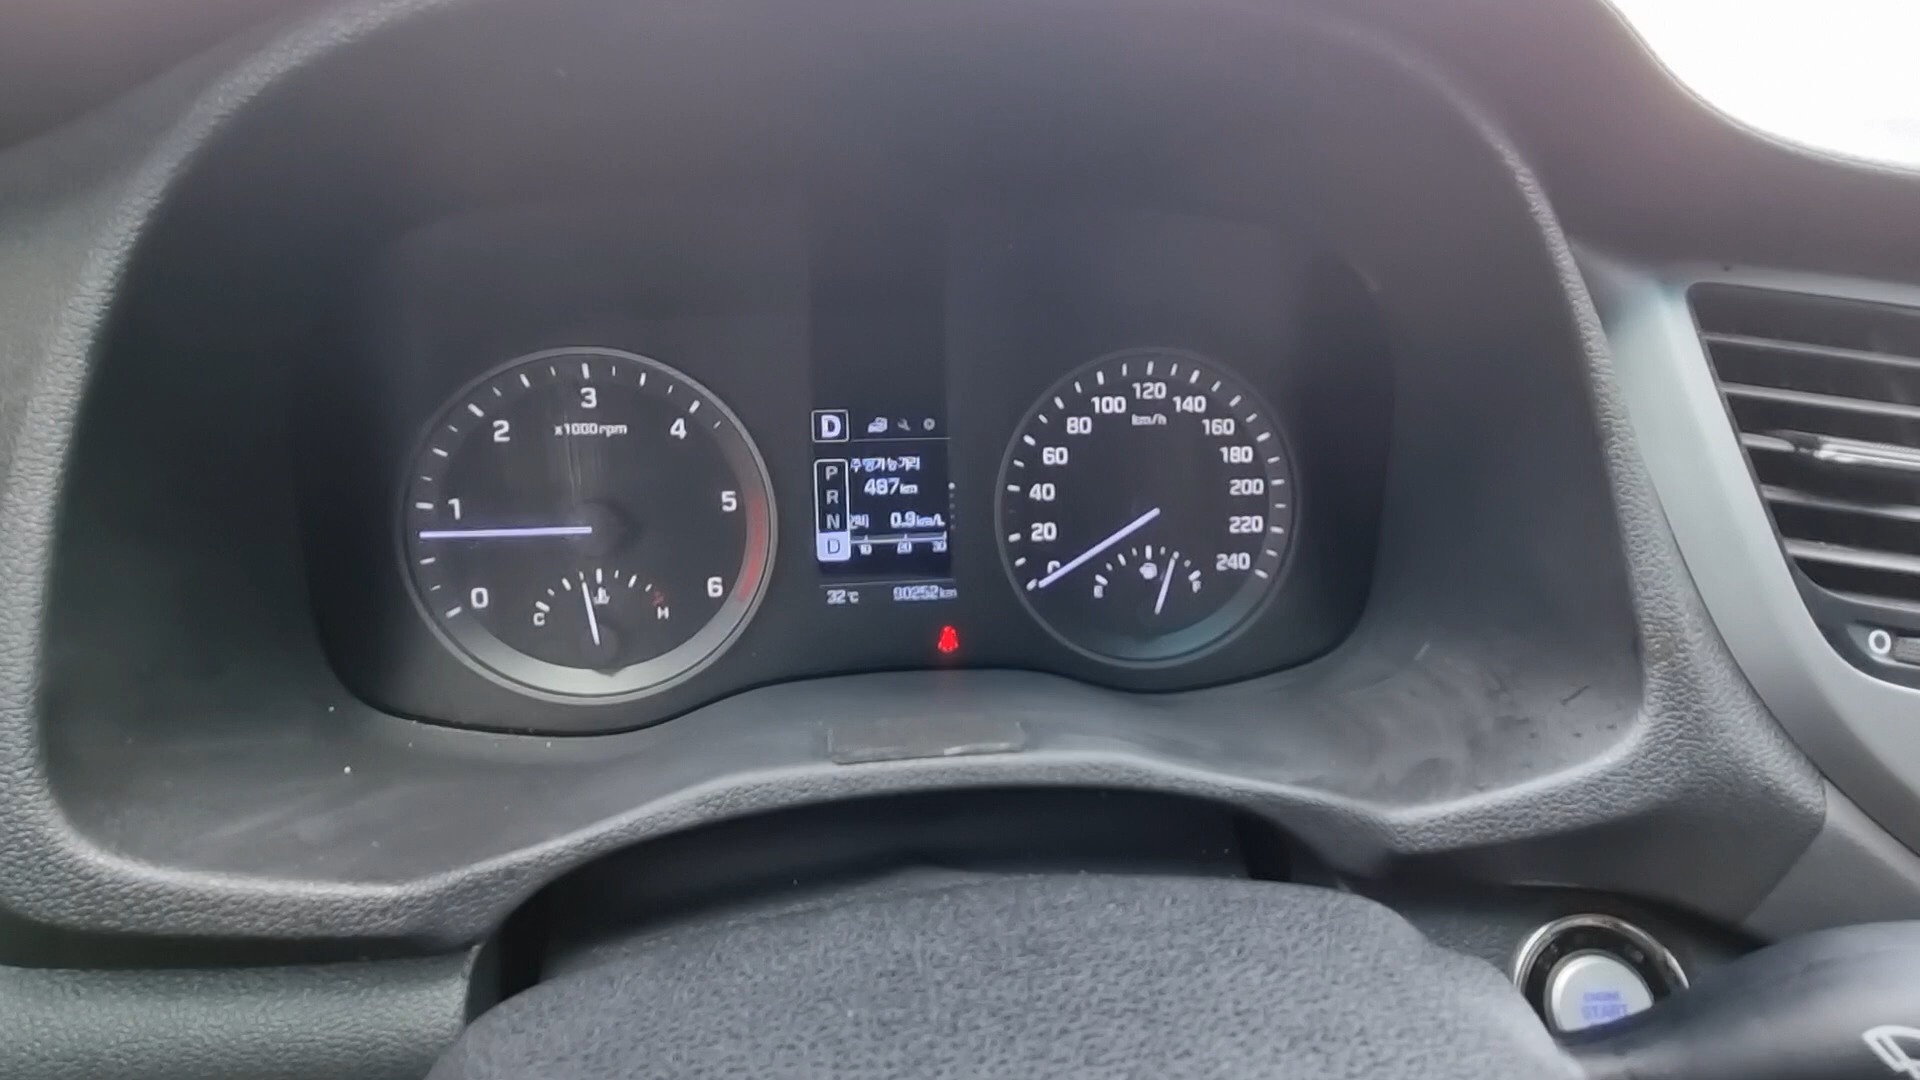 0
1
2
3
4
5
6
x1000rpm
C
H
D
P
R
N
D
주행가능거리
487km
0.9km/L
10 20 30
32℃ 90252km
0
20
40
60
80
100
120
140
160
180
200
220
240
km/h
E
F
ENGINE